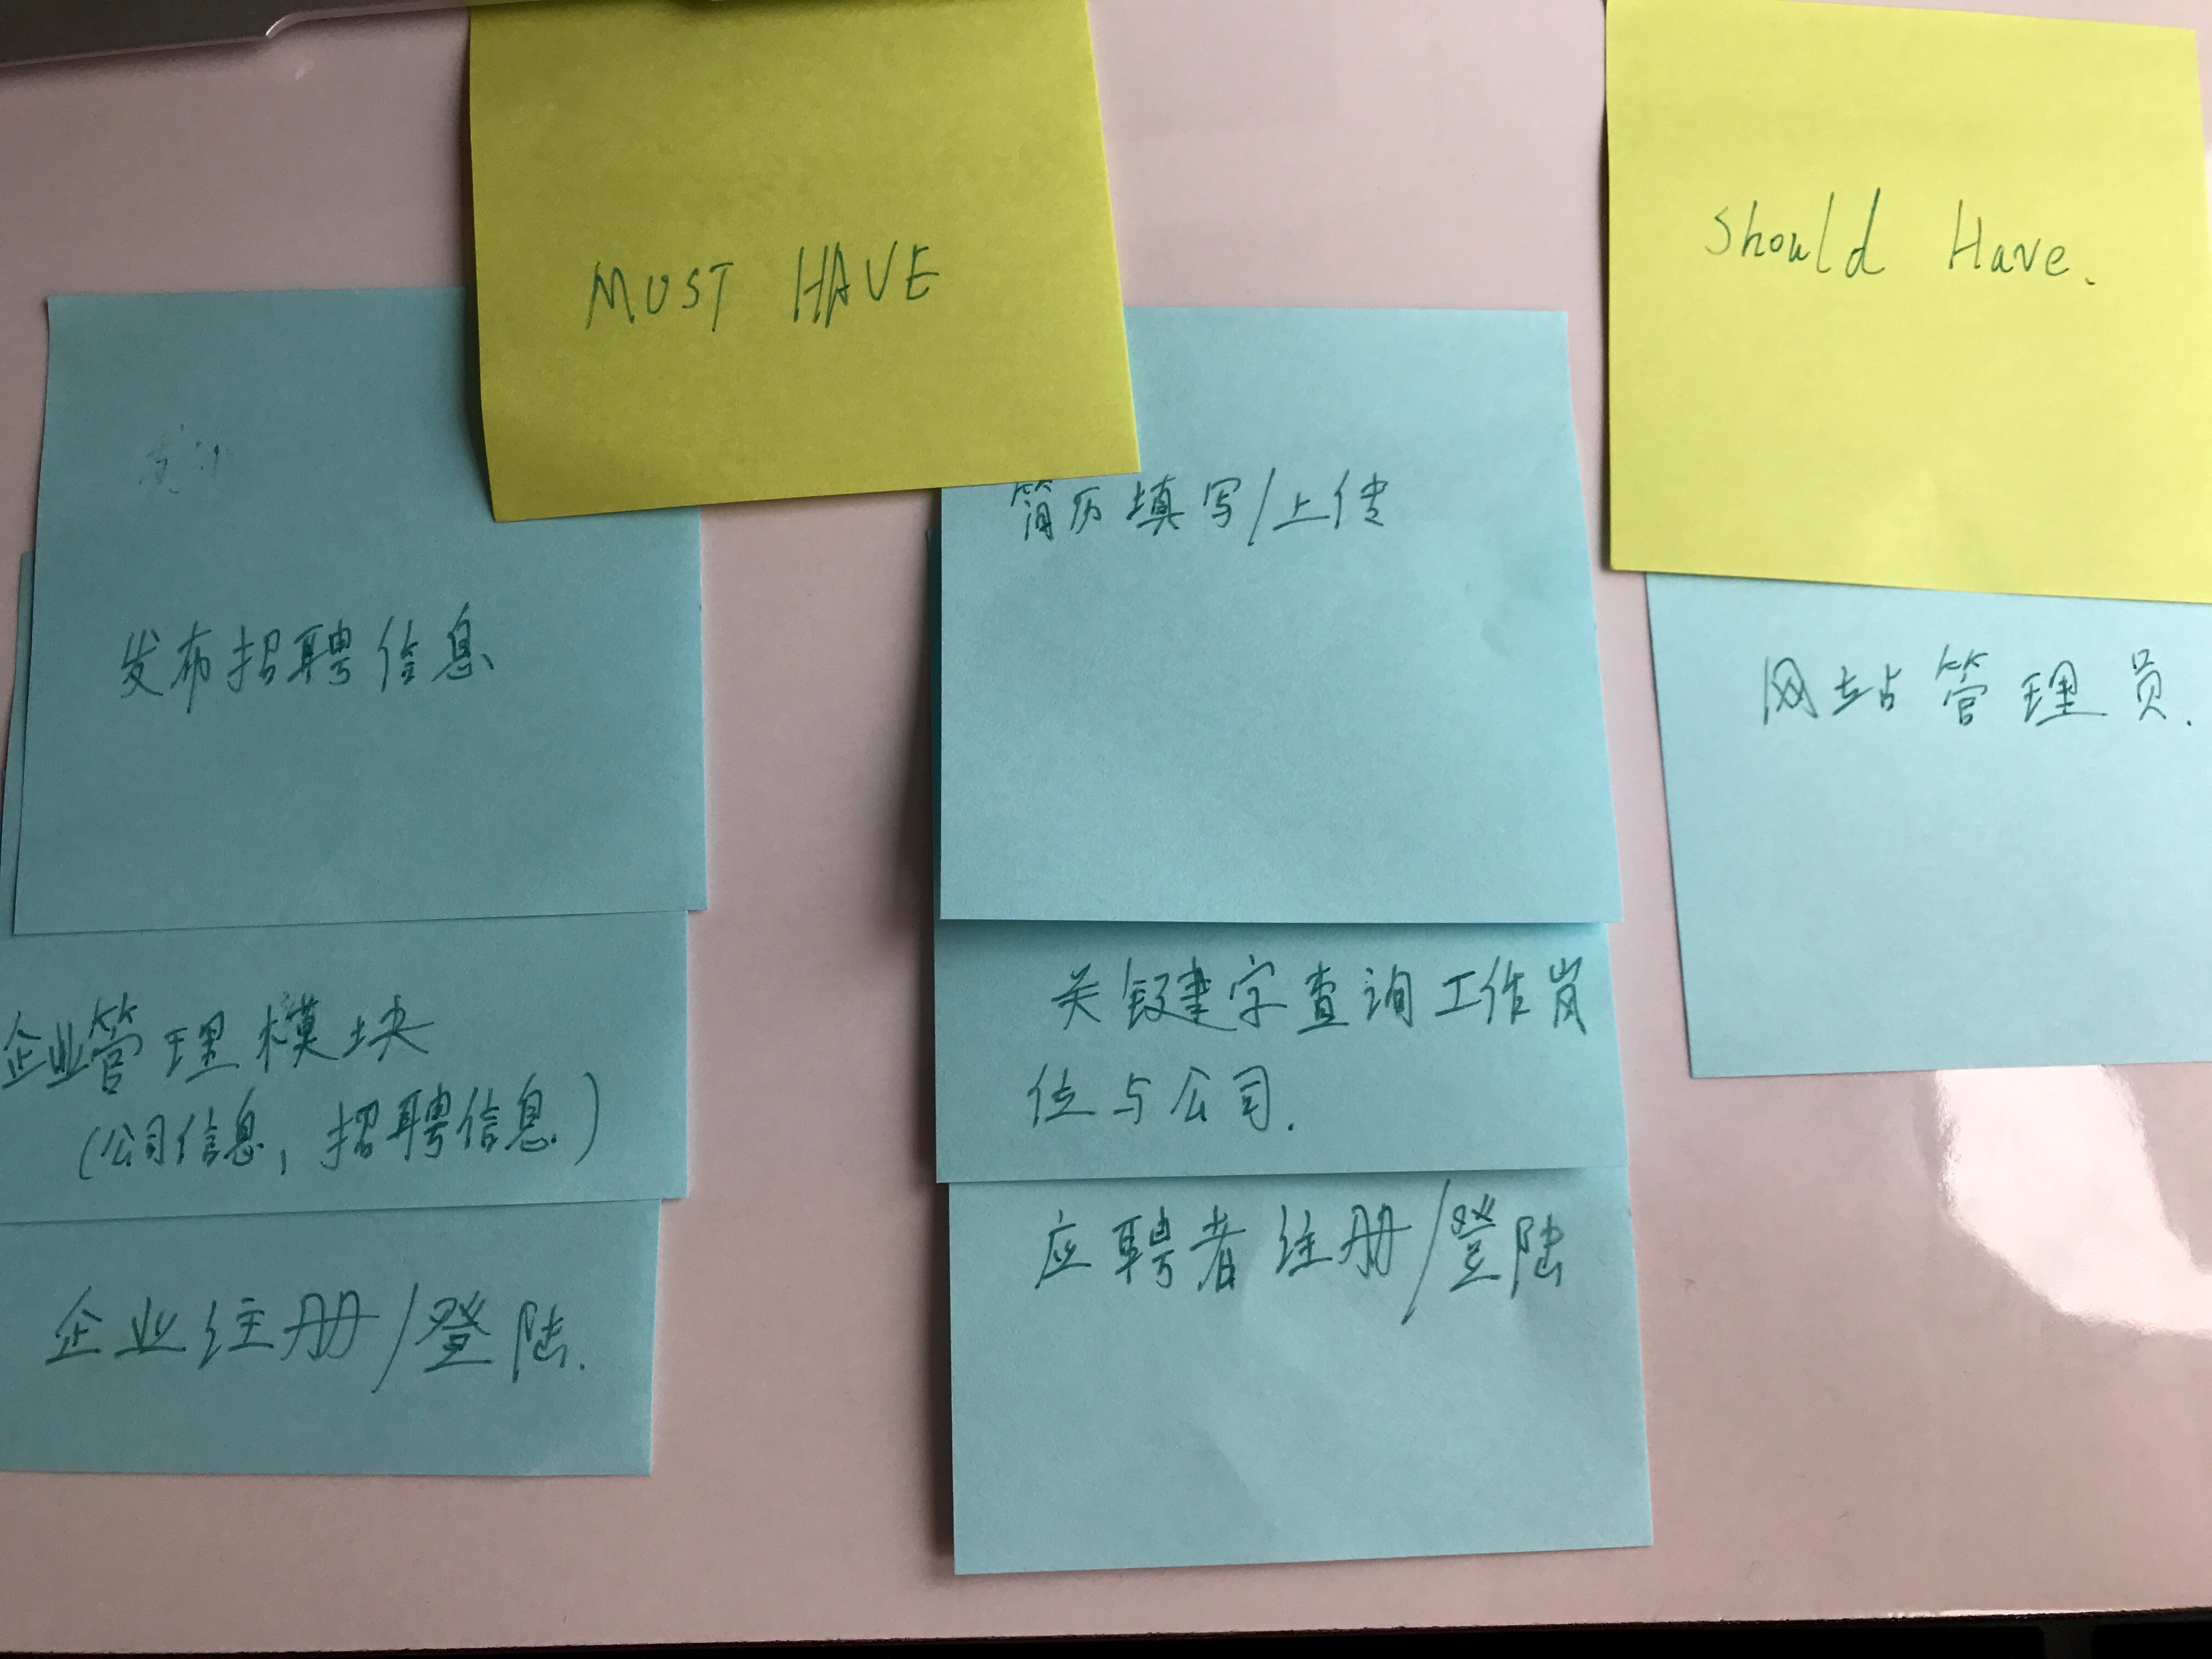 MUST HAVE
发布招聘信息
企业管理模块
(公司信息, 招聘信息)
企业注册/登陆.
简历填写/上传
关键字查询工作岗
位与公司.
应聘者注册/登陆
Should Have.
网站管理员.